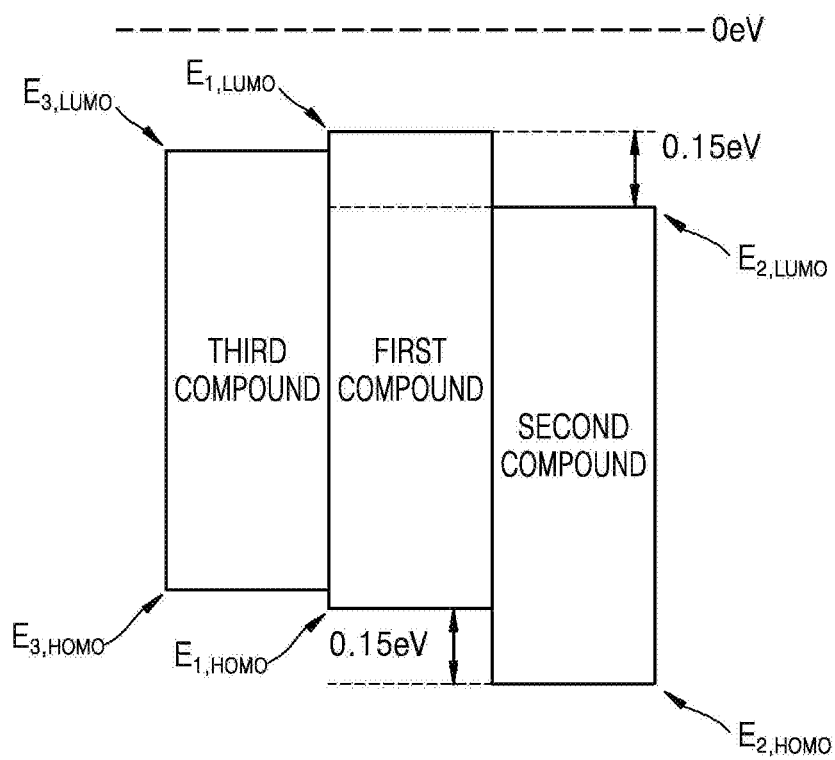 0eV
E1,LUMO
E3,LUMO
0.15eV
E2,LUMO
THIRD
COMPOUND
FIRST
COMPOUND
SECOND
COMPOUND
E3,HOMO
E1,HOMO
0.15eV
E2,HOMO